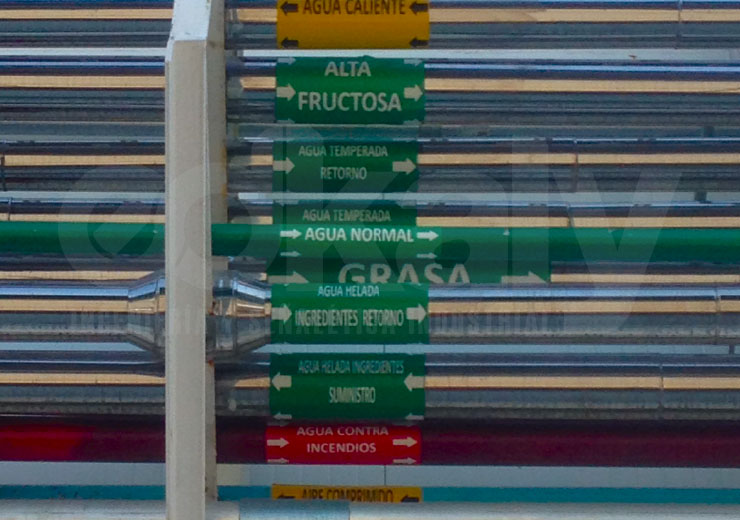 AGUA CALIENTE
ALTA
FRUCTOSA
AGUA TEMPERADA
RETORNO
AGUA TEMPERADA
AGUA NORMAL
GRASA
AGUA HELADA
INGREDIENTES RETORNO
AGUA HELADA INGREDIENTES
SUMINISTRO
AGUA CONTRA
INCENDIOS
AIRE COMPRIMIDO